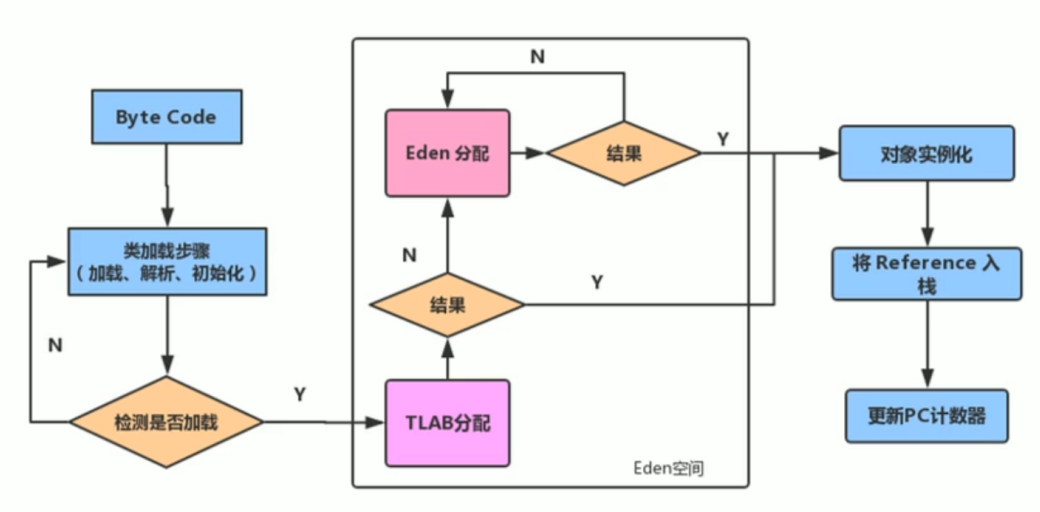 Byte Code
类加载步骤
（加载、解析、初始化）
N
检测是否加载
Y
N
Eden 分配
结果
Y
N
结果
Y
TLAB分配
Eden空间
对象实例化
将 Reference 入
栈
更新PC计数器